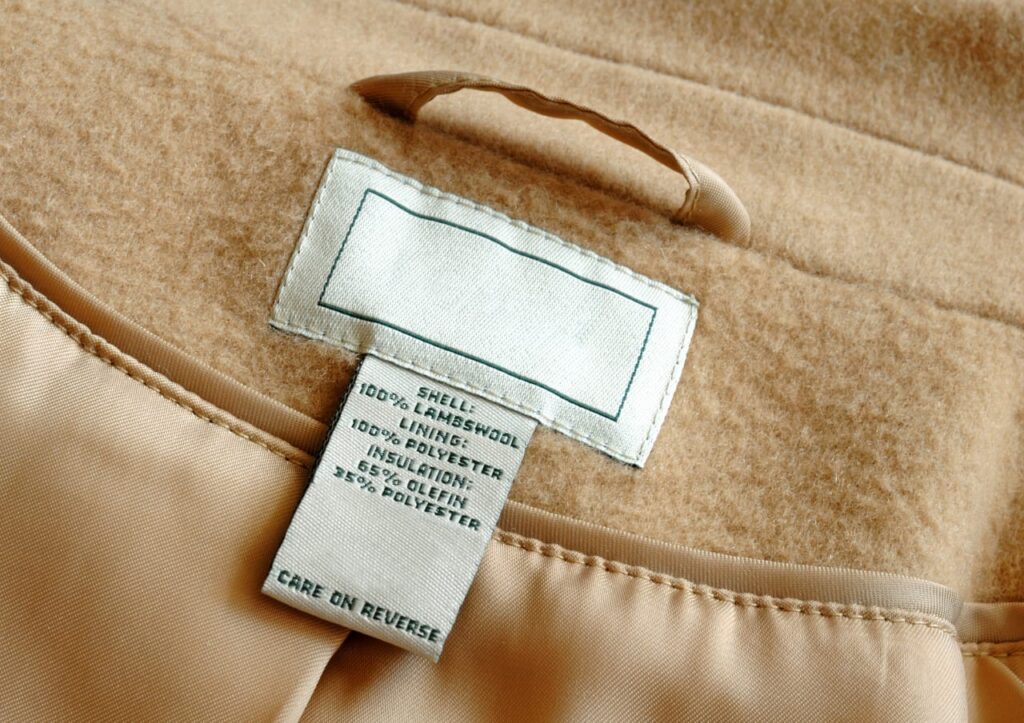 SHELL:
100% LAMBSWOOL
LINING:
100% POLYESTER
INSULATION:
65% OLEFIN
35% POLYESTER
CARE ON REVERSE